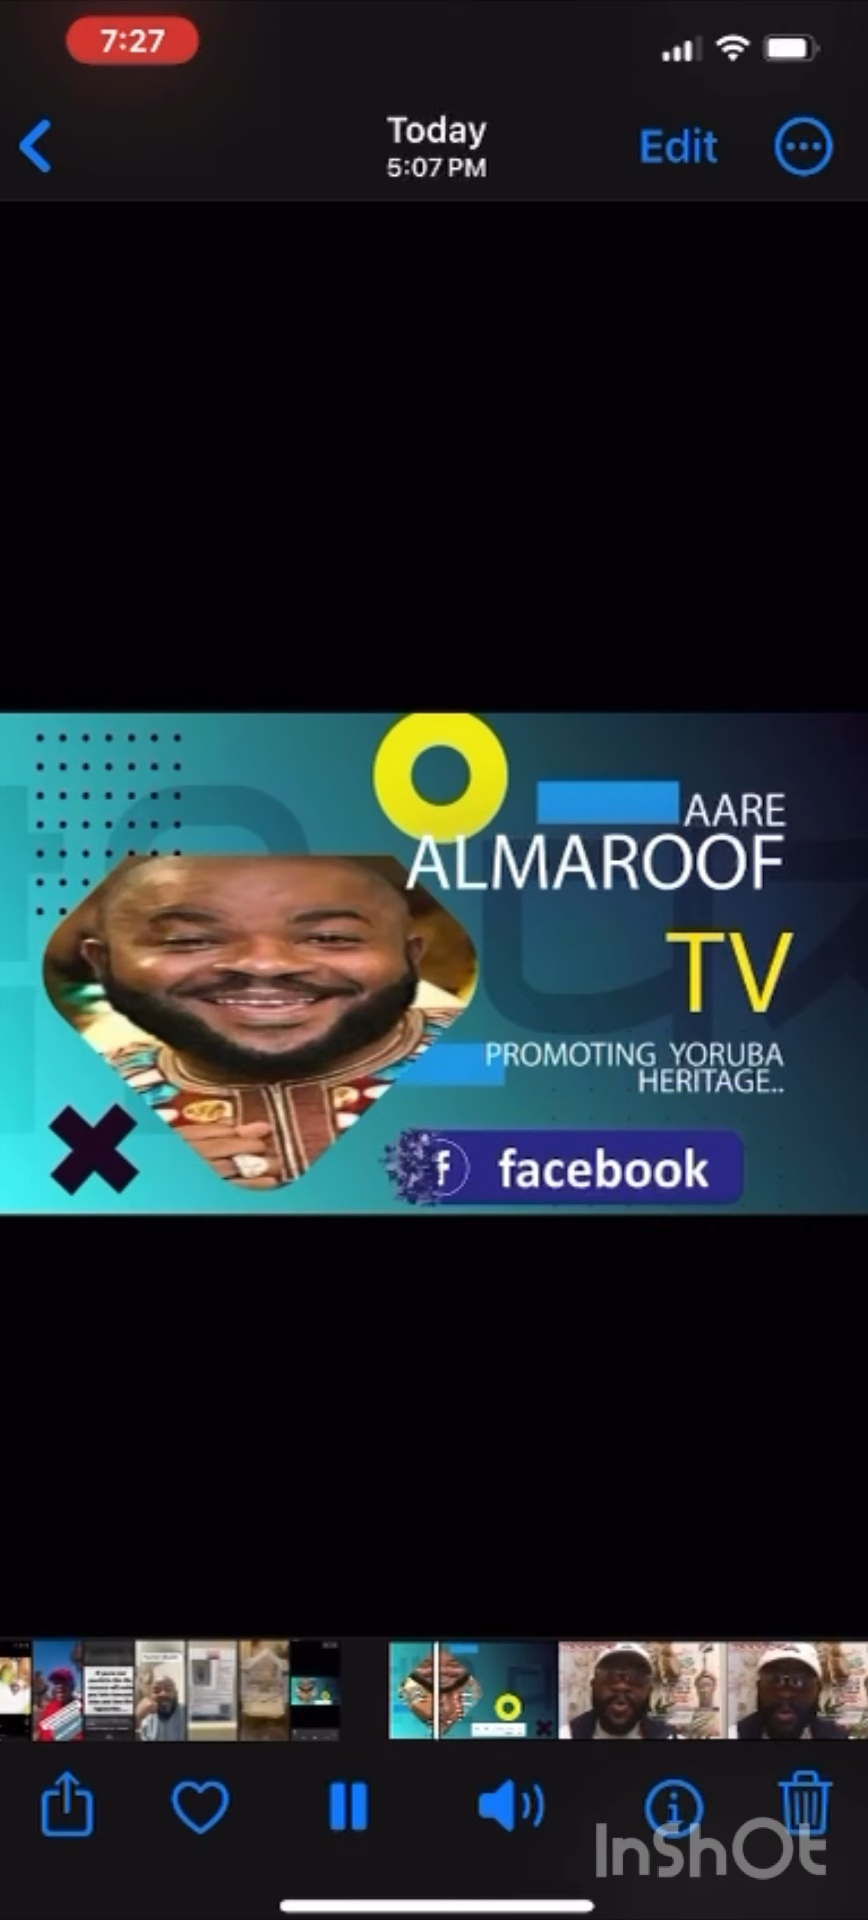 7:27
Today
5:07 PM
Edit
AARE
ALMAROOF
TV
PROMOTING YORUBA
HERITAGE..
f facebook
InShOt